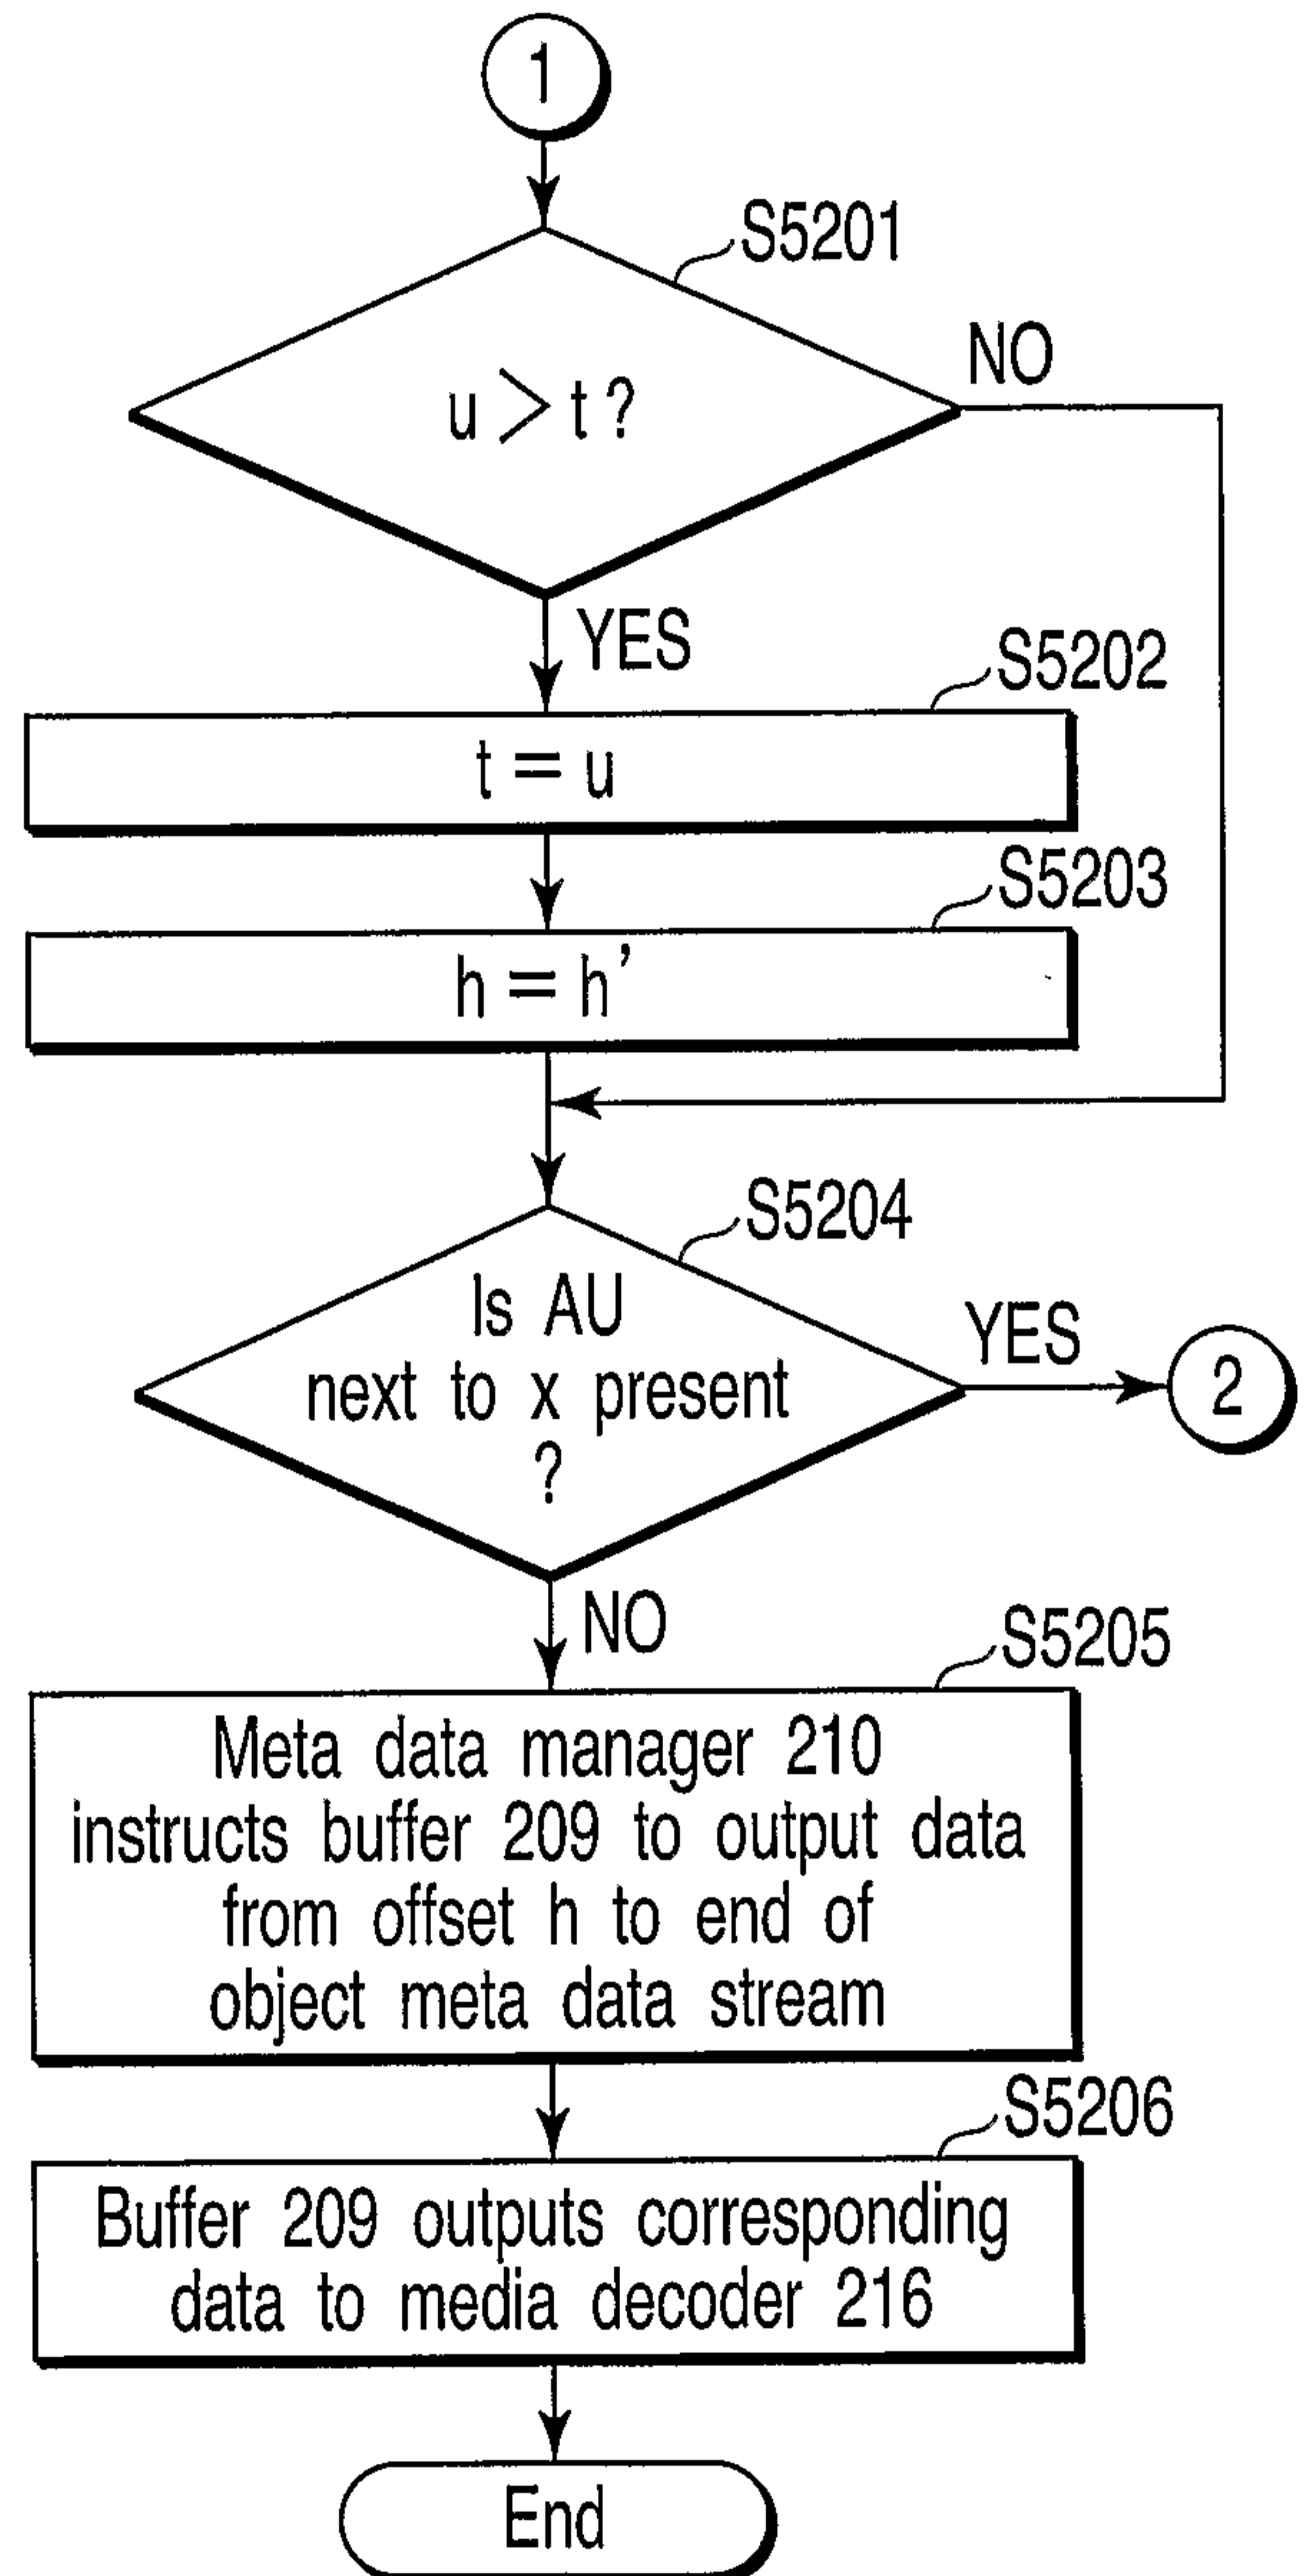 1
S5201
u > t ?
NO
YES
S5202
t = u
S5203
h = h'
S5204
Is AU
next to x present
?
YES
2
NO
S5205
Meta data manager 210
instructs buffer 209 to output data
from offset h to end of
object meta data stream
S5206
Buffer 209 outputs corresponding
data to media decoder 216
End